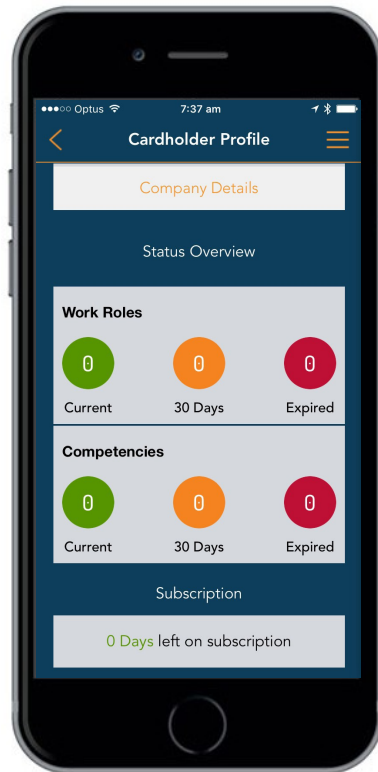 ●●●○○ Optus 7:37 am
Cardholder Profile
Company Details
Status Overview
Work Roles
0 0 0
Current 30 Days Expired
Competencies
0 0 0
Current 30 Days Expired
Subscription
0 Days left on subscription